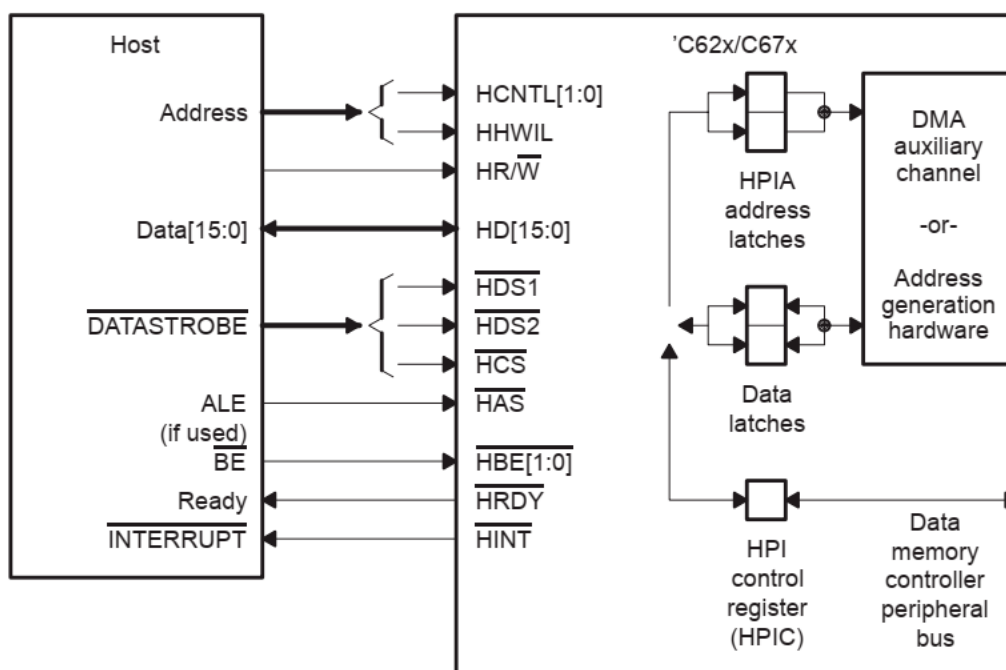 Host
Address
HR/W
Data[15:0]
DATASTROBE
ALE
(if used)
BE
Ready
INTERRUPT
'C62x/C67x
HCNTL[1:0]
HHWIL
HD[15:0]
HDS1
HDS2
HCS
HAS
HBE[1:0]
HRDY
HINT
HPIA
address
latches
Data
latches
HPI
control
register
(HPIC)
DMA
auxiliary
channel
-or-
Address
generation
hardware
Data
memory
controller
peripheral
bus